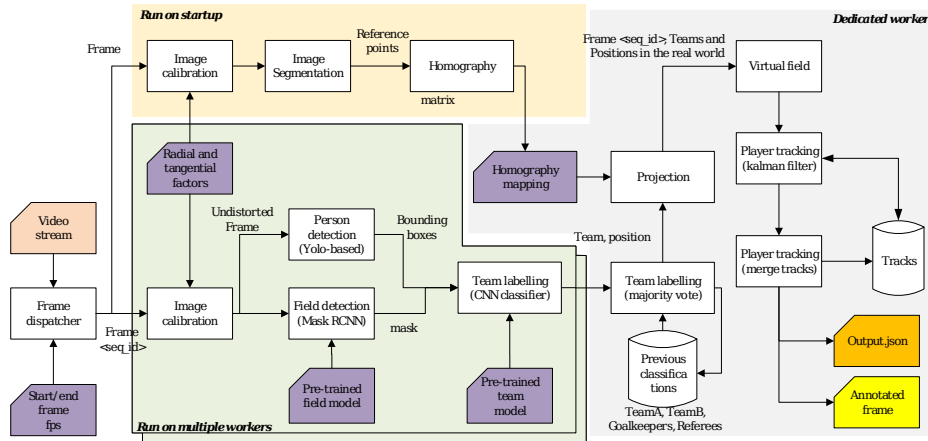 Run on startup
Dedicated worker
Frame
Image
calibration
Image
Segmentation
Reference
points
Homography
matrix
Frame <seq_id>, Teams and
Positions in the real world
Virtual field
Radial and
tangential
factors
Homography
mapping
Projection
Player tracking
(kalman filter)
Video
stream
Undistorted
Frame
Person
detection
(Yolo-based)
Bounding
boxes
Team, position
Player tracking
(merge tracks)
Tracks
Frame
dispatcher
Frame
<seq_id>
Image
calibration
Field detection
(Mask RCNN)
mask
Team labelling
(CNN classifier)
Team labelling
(majority vote)
Output.json
Start/end
frame
fps
Pre-trained
field model
Pre-trained
team
model
Previous
classifica
tions
TeamA, TeamB,
Goalkeepers, Referees
Annotated
frame
Run on multiple workers